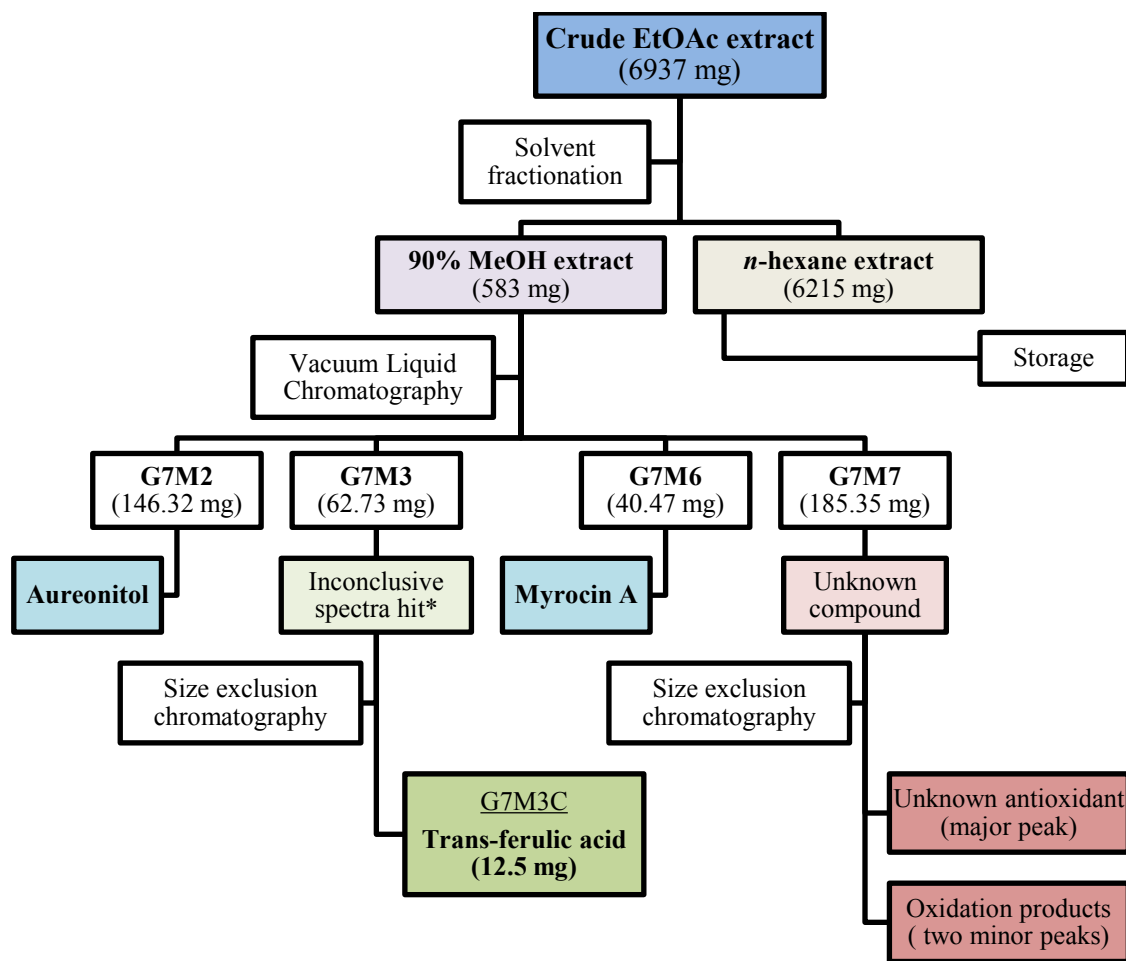 Crude EtOAc extract
(6937 mg)
Solvent
fractionation
90% MeOH extract
(583 mg)
n-hexane extract
(6215 mg)
Vacuum Liquid
Chromatography
Storage
G7M2
(146.32 mg)
G7M3
(62.73 mg)
G7M6
(40.47 mg)
G7M7
(185.35 mg)
Aureonitol
Inconclusive
spectra hit*
Myrocin A
Unknown
compound
Size exclusion
chromatography
Size exclusion
chromatography
G7M3C
Trans-ferulic acid
(12.5 mg)
Unknown antioxidant
(major peak)
Oxidation products
( two minor peaks)